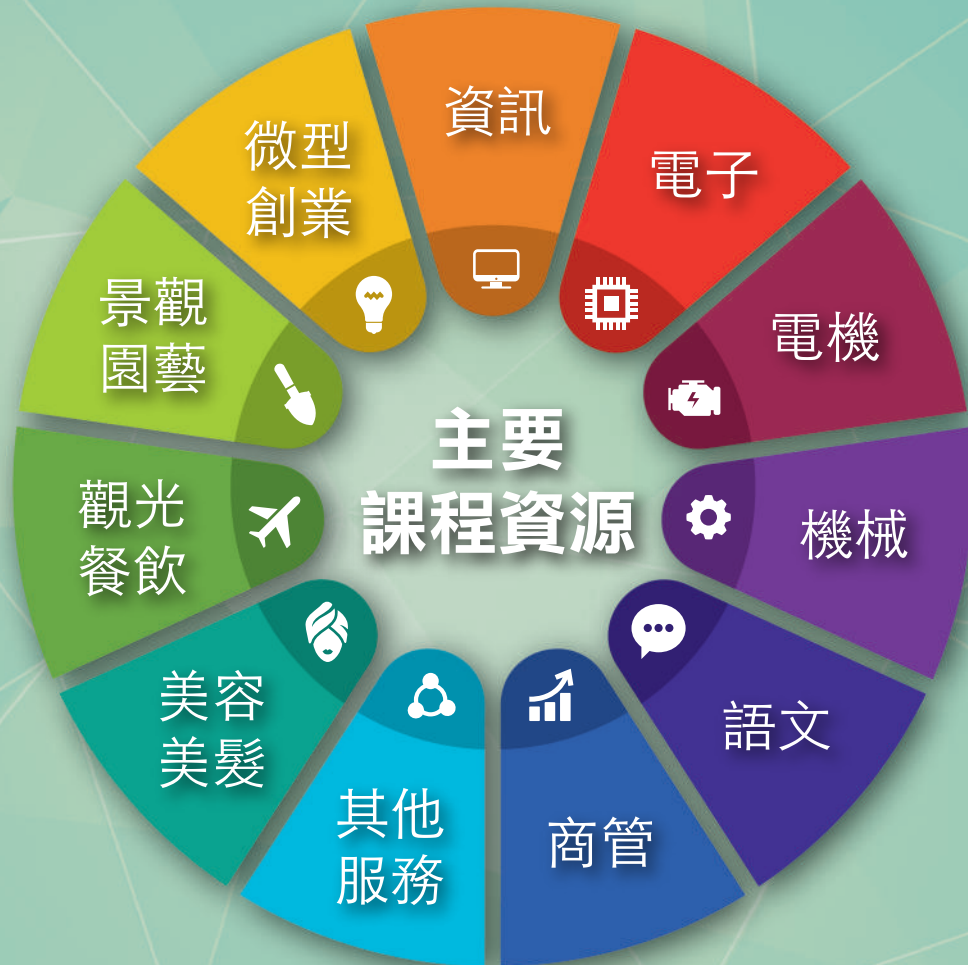 主要
課程資源
資訊
電子
電機
機械
語文
商管
其他
服務
美容
美髮
觀光
餐飲
景觀
園藝
微型
創業